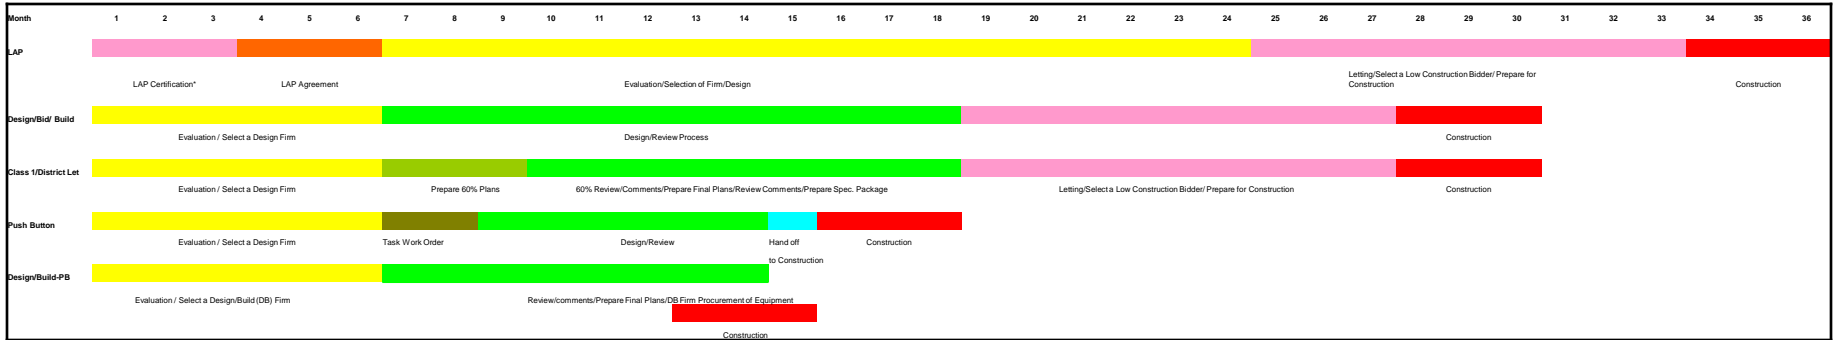 Month 1 2 3 4 5 6 7 8 9 10 11 12 13 14 15 16 17 18 19 20 21 22 23 24 25 26 27 28 29 30 31 32 33 34 35 36
LAP
LAP Certification* LAP Agreement Evaluation/Selection of Firm/Design Letting/Select a Low Construction Bidder/ Prepare for
Construction Construction
Design/Bid/ Build
Evaluation / Select a Design Firm Design/Review Process Construction
Class 1/District Let
Evaluation / Select a Design Firm Prepare 60% Plans 60% Review/Comments/Prepare Final Plans/Review Comments/Prepare Spec. Package Letting/Select a Low Construction Bidder/ Prepare for Construction Construction
Push Button
Evaluation / Select a Design Firm Task Work Order Design/Review Hand off Construction
to Construction
Design/Build-PB
Evaluation / Select a Design/Build (DB) Firm Review/comments/Prepare Final Plans/DB Firm Procurement of Equipment
Construction